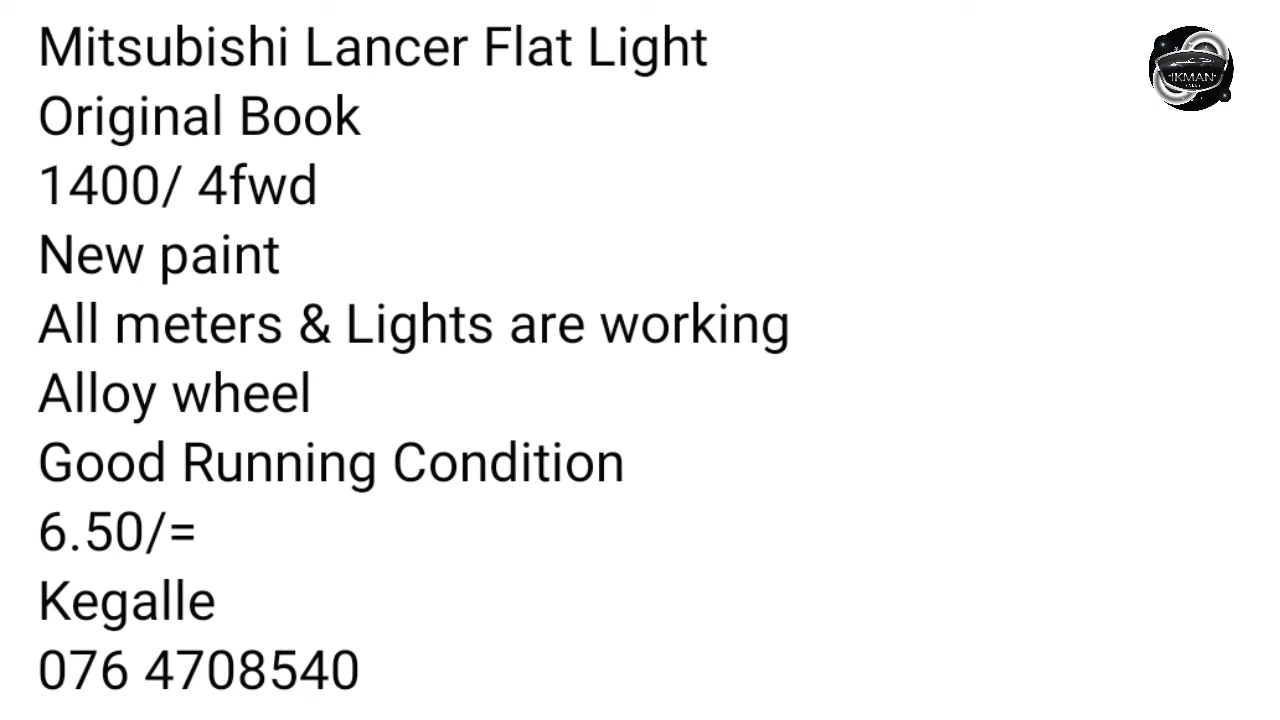 Mitsubishi Lancer Flat Light
Original Book
1400/ 4fwd
New paint
All meters & Lights are working
Alloy wheel
Good Running Condition
6.50/=
Kegalle
076 4708540
IKMAN